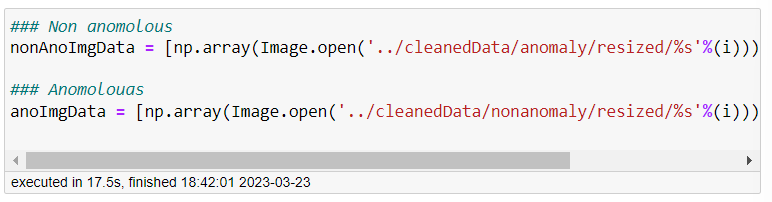 ### Non anomolous
nonAnoImgData = [np.array(Image.open('../cleanedData/anomaly/resized/%s'%(i)))
### Anomolouas
anoImgData = [np.array(Image.open('../cleanedData/nonanomaly/resized/%s'%(i)))
executed in 17.5s, finished 18:42:01 2023-03-23